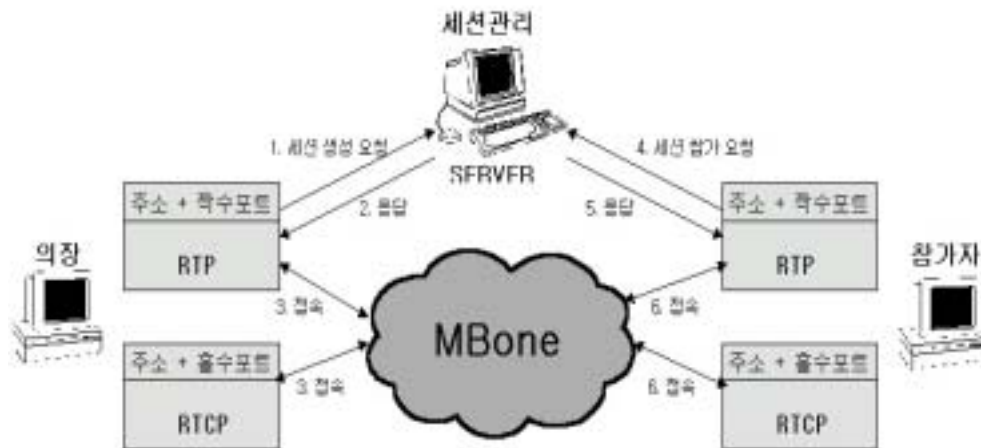 세션관리
SERVER
1. 세션 생성 요청
4. 세션 참가 요청
2. 응답
5. 응답
주소 + 짝수포트
RTP
주소 + 짝수포트
RTP
의장
참가자
3. 접속
6. 접속
MBone
주소 + 홀수포트
RTCP
3. 접속
6. 접속
주소 + 홀수포트
RTCP